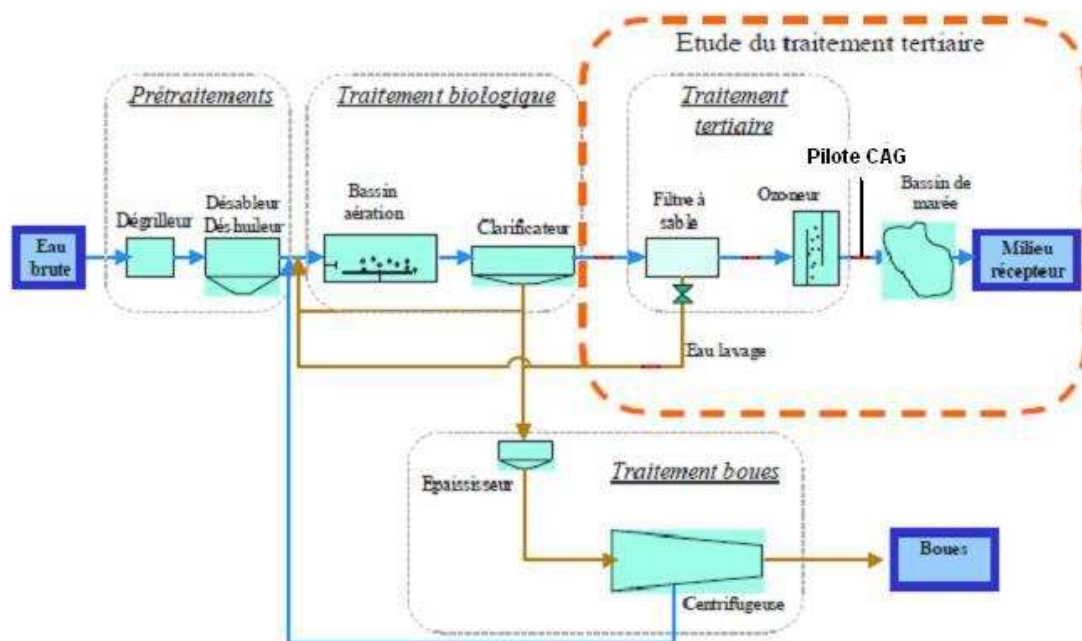 Etude du traitement tertiaire
Prétraitements
Traitement biologique
Traitement
tertiaire
Pilote CAG
Dégrilleur
Désableur
Déshuileur
Bassin
aération
Clarificateur
Filtre à
sable
Ozoneur
Bassin de
marée
Eau
brute
Milieu
récepteur
Eau lavage
Epaississeur
Traitement boues
Centrifugeuse
Boues